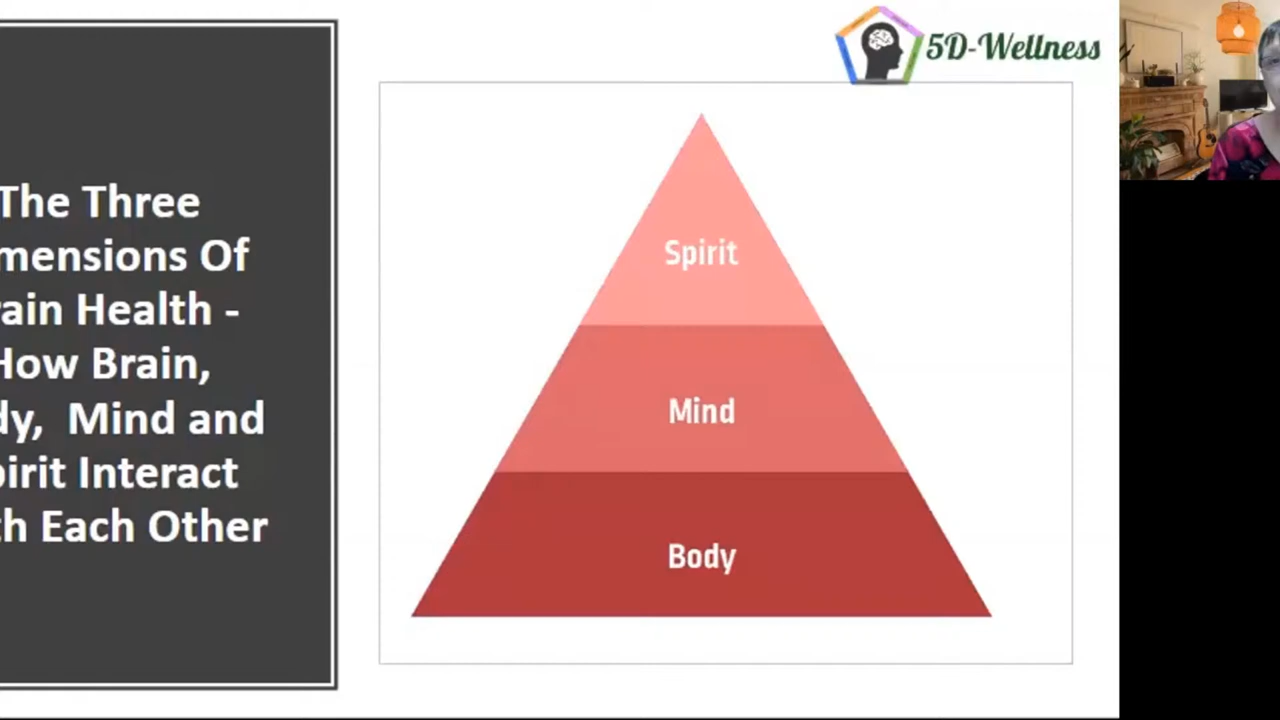 5D-Wellness
The Three
mensions Of
ain Health -
How Brain,
dy,  Mind and
irit Interact
th Each Other
Spirit
Mind
Body